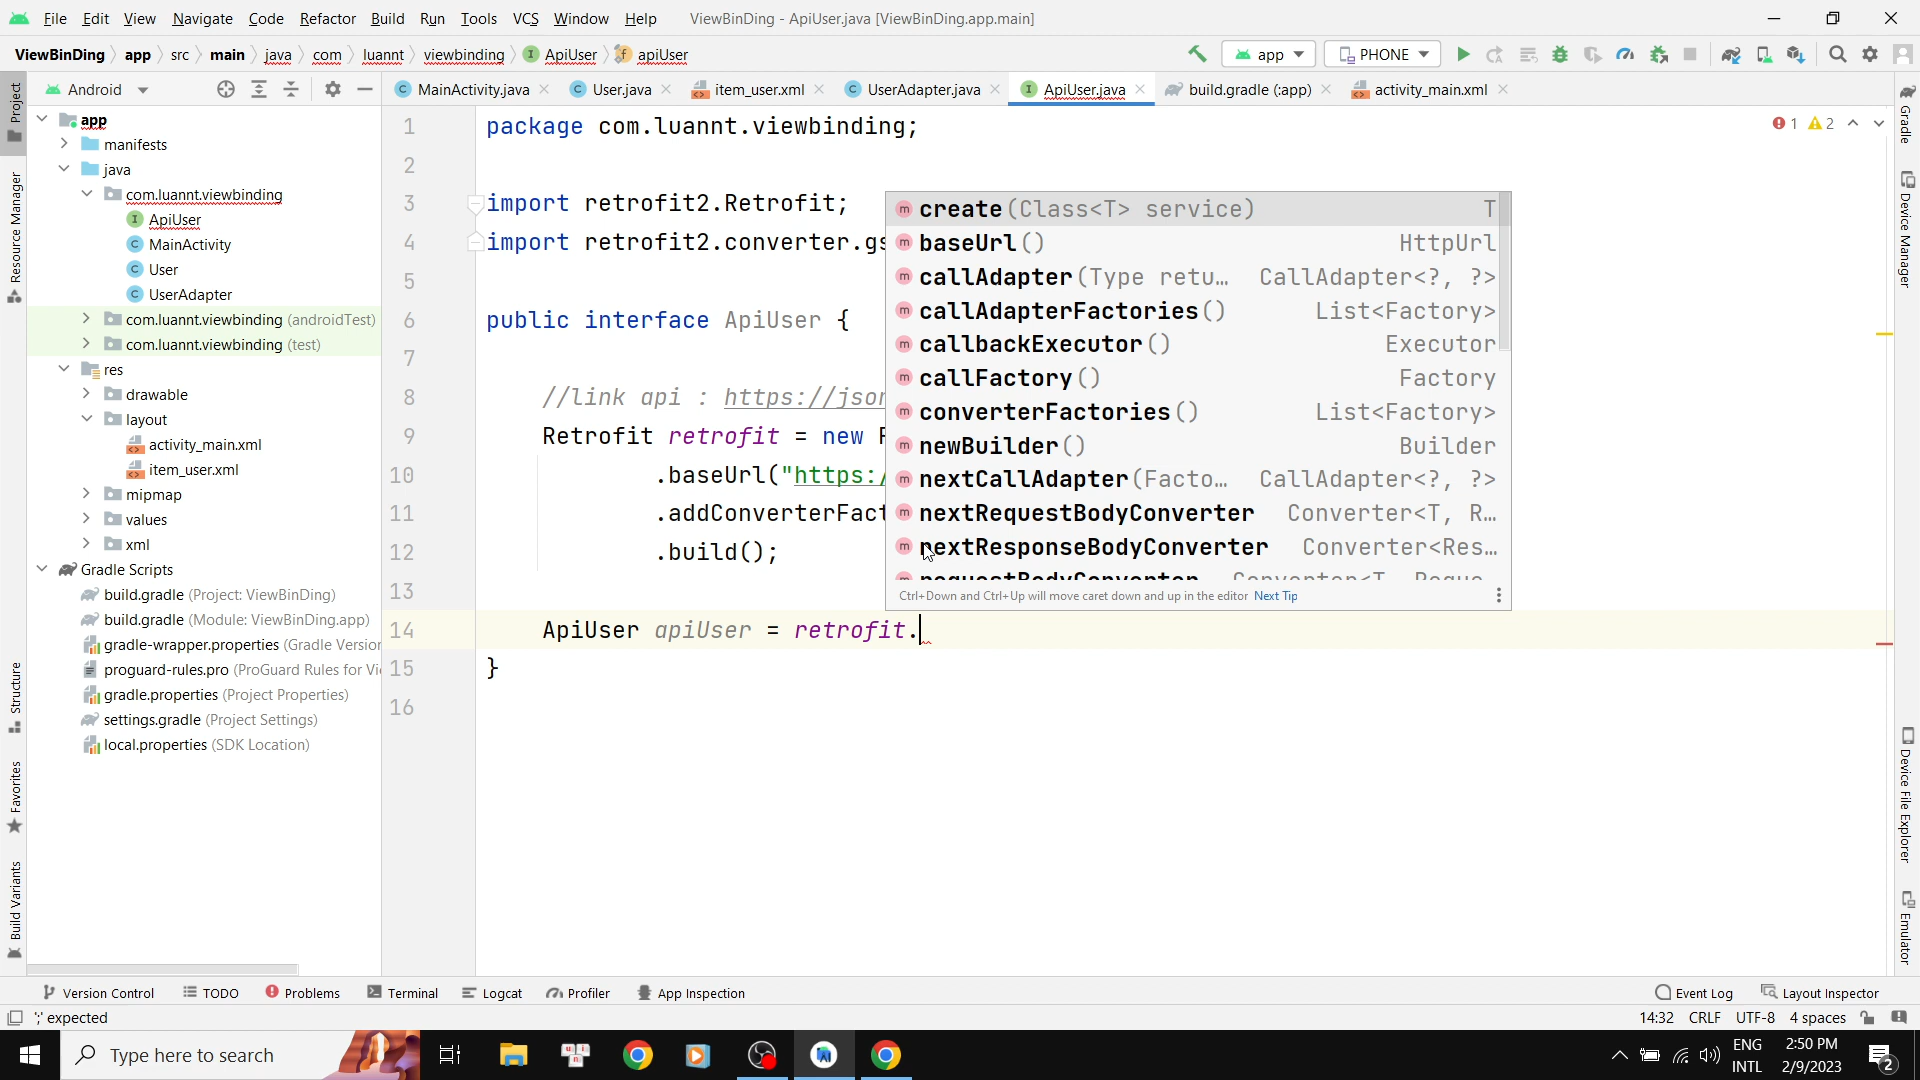 File Edit View Navigate Code Refactor Build Run Tools VCS Window Help ViewBinDing - ApiUser.java [ViewBinDing.app.main]
ViewBinDing app src main java com luannt viewbinding ApiUser apiUser app PHONE
Android MainActivity.java User.java item_user.xml UserAdapter.java ApiUser.java build.gradle (:app) activity_main.xml
Project
Resource Manager
Structure
Favorites
Build Variants
app
manifests
java
com.luannt.viewbinding
ApiUser
MainActivity
User
UserAdapter
com.luannt.viewbinding (androidTest)
com.luannt.viewbinding (test)
res
drawable
layout
activity_main.xml
item_user.xml
mipmap
values
xml
Gradle Scripts
build.gradle (Project: ViewBinDing)
build.gradle (Module: ViewBinDing.app)
gradle-wrapper.properties (Gradle Version
proguard-rules.pro (ProGuard Rules for Vi
gradle.properties (Project Properties)
settings.gradle (Project Settings)
local.properties (SDK Location)
1 package com.luannt.viewbinding;
2
3 import retrofit2.Retrofit;
4 import retrofit2.converter.gs
5
6 public interface ApiUser {
7
8 //link api : https://jsor
9 Retrofit retrofit = new
10 .baseUrl("https:/
11 .addConverterFact
12 .build();
13
14 ApiUser apiUser = retrofit.
15 }
16
1 2
create(Class<T> service) T
baseUrl() HttpUrl
callAdapter(Type retu… CallAdapter<?, ?>
callAdapterFactories() List<Factory>
callbackExecutor() Executor
callFactory() Factory
converterFactories() List<Factory>
newBuilder() Builder
nextCallAdapter(Facto… CallAdapter<?, ?>
nextRequestBodyConverter Converter<T, R…
nextResponseBodyConverter Converter<Res…
requestBodyConverter Converter<T, Reque
Ctrl+Down and Ctrl+Up will move caret down and up in the editor Next Tip
Gradle
Device Manager
Device File Explorer
Emulator
Version Control TODO Problems Terminal Logcat Profiler App Inspection Event Log Layout Inspector
';' expected 14:32 CRLF UTF-8 4 spaces
Type here to search ENG 2:50 PM
INTL 2/9/2023 2